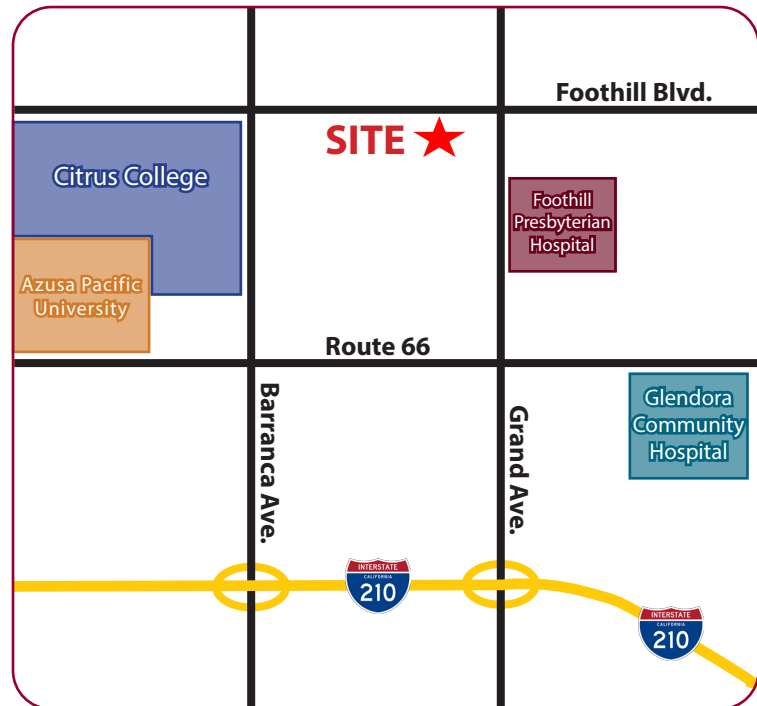 Foothill Blvd.
SITE
Citrus College
Foothill
Presbyterian
Hospital
Azusa Pacific
University
Route 66
Glendora
Community
Hospital
Barranca Ave.
Grand Ave.
INTERSTATE
CALIFORNIA
210
INTERSTATE
CALIFORNIA
210